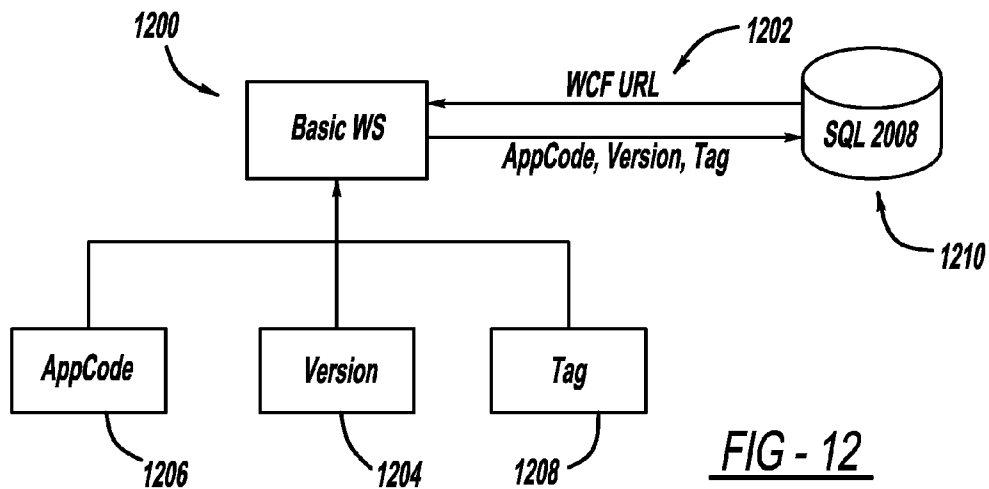 1200
1202
WCF URL
Basic WS
SQL 2008
AppCode, Version, Tag
1210
AppCode
Version
Tag
1206
1204
1208
FIG - 12